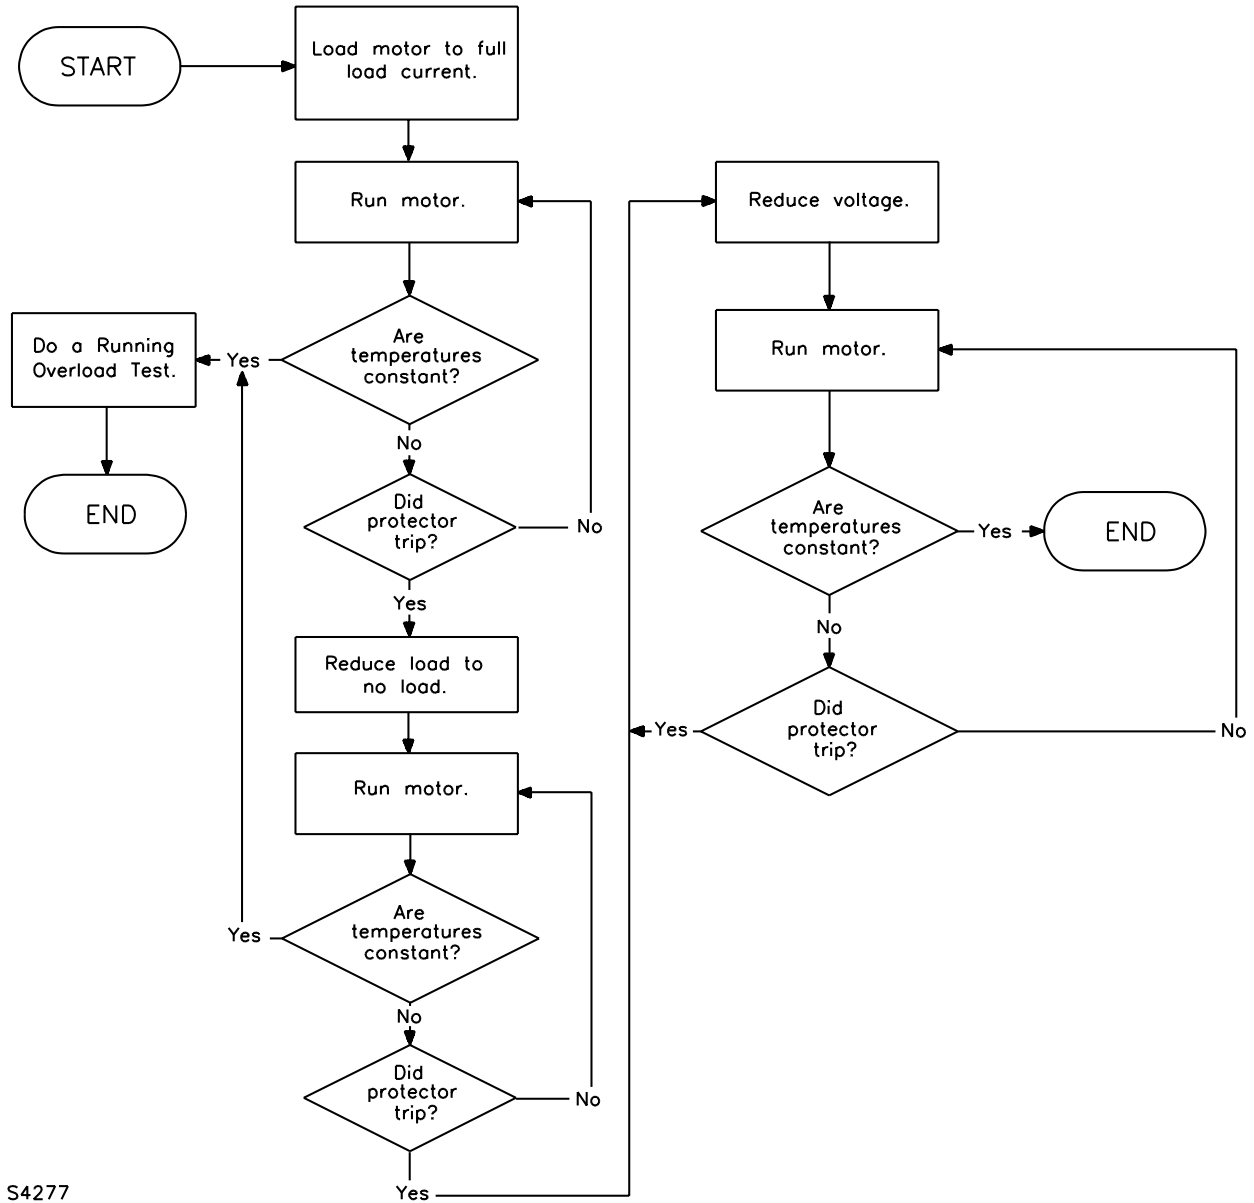 START
Load motor to full
load current.
Run motor.
Are
temperatures
constant?
Yes
Do a Running
Overload Test.
END
No
Did
protector
trip?
No
Yes
Reduce load to
no load.
Run motor.
Are
temperatures
constant?
Yes
No
Did
protector
trip?
No
Yes
Reduce voltage.
Run motor.
Are
temperatures
constant?
Yes
END
No
Did
protector
trip?
Yes
No
S4277